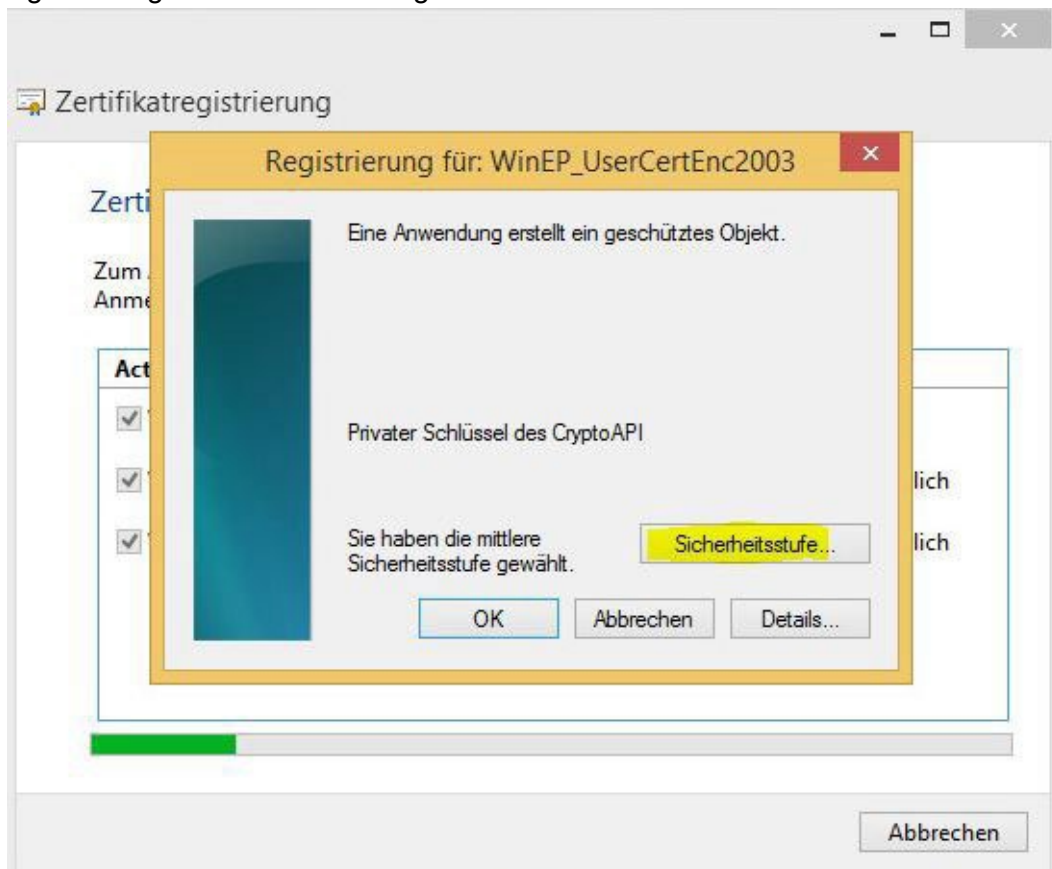 Zertifikatregistrierung
Registrierung für: WinEP_UserCertEnc2003
Zerti
Eine Anwendung erstellt ein geschütztes Objekt.
Zum
Anme
Act
Privater Schlüssel des CryptoAPI
lich
Sie haben die mittlere
Sicherheitsstufe gewählt.
Sicherheitsstufe...
lich
OK
Abbrechen
Details...
Abbrechen